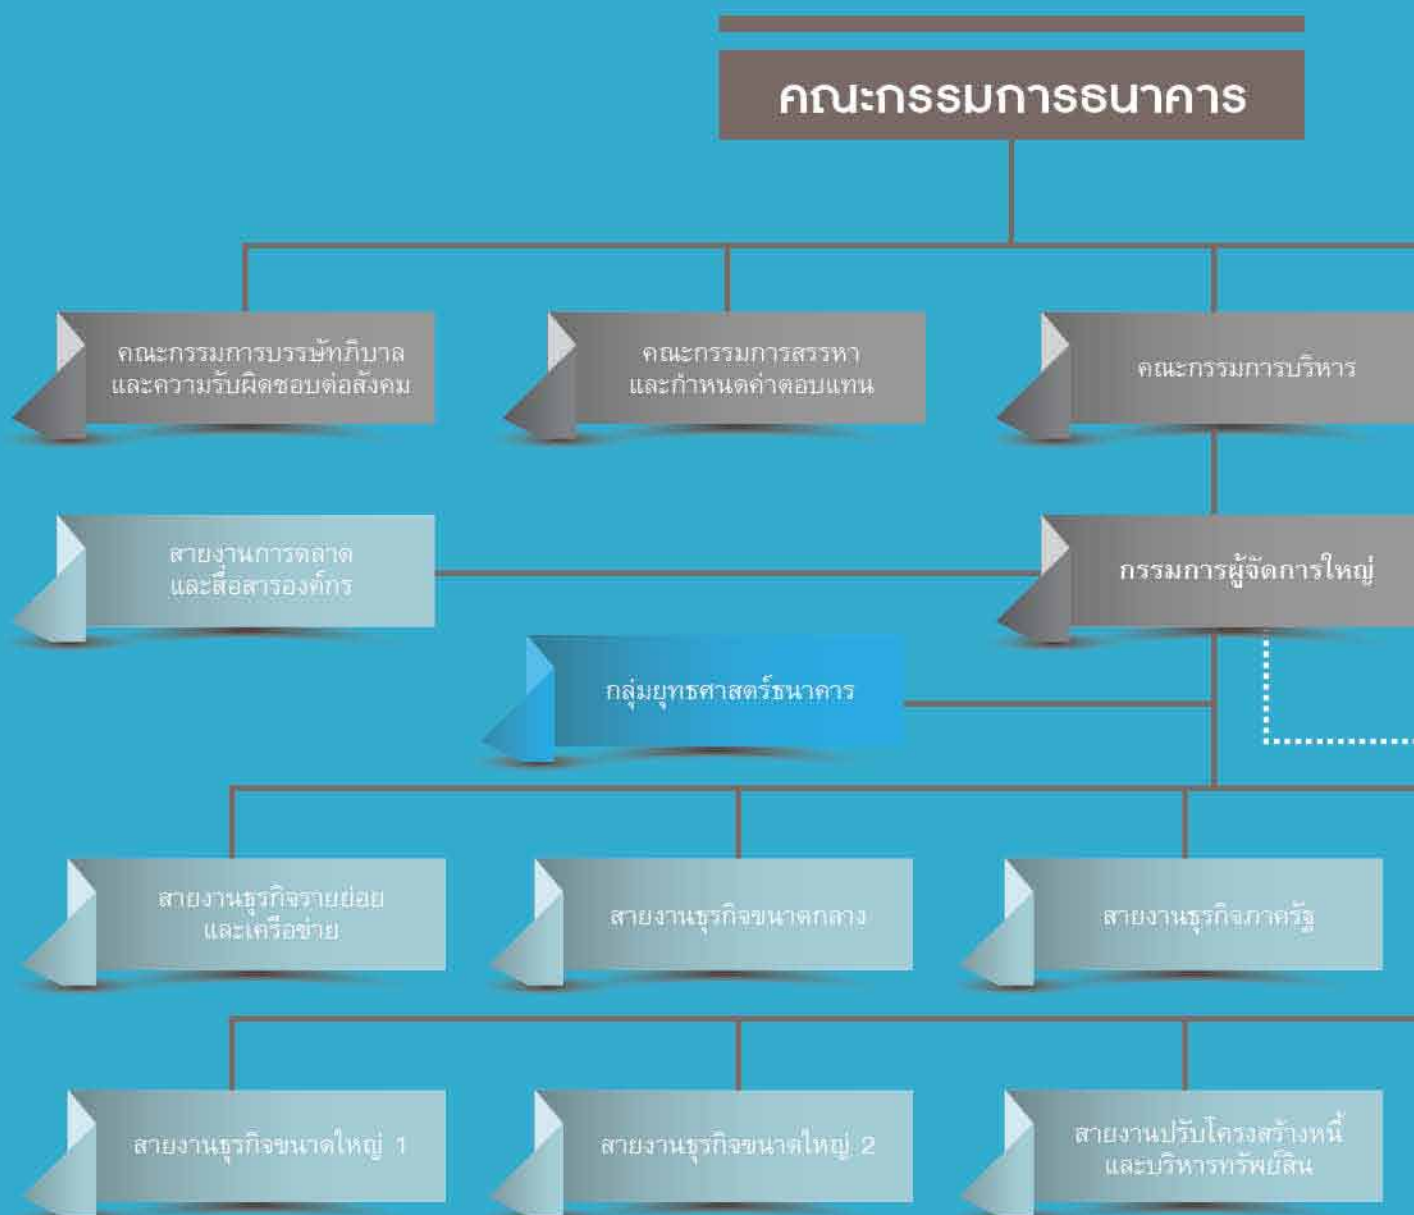 คณะกรรมการธนาคาร
คณะกรรมการบรรษัทภิบาล
และความรับผิดชอบต่อสังคม
คณะกรรมการสรรหา
และกำหนดค่าตอบแทน
คณะกรรมการบริหาร
สายงานการตลาด
และสื่อสารองค์กร
กรรมการผู้จัดการใหญ่
กลุ่มยุทธศาสตร์ธนาคาร
สายงานธุรกิจรายย่อย
และเครือข่าย
สายงานธุรกิจขนาดกลาง
สายงานธุรกิจภาครัฐ
สายงานธุรกิจขนาดใหญ่ 1
สายงานธุรกิจขนาดใหญ่ 2
สายงานปรับโครงสร้างหนี้
และบริหารทรัพย์สิน